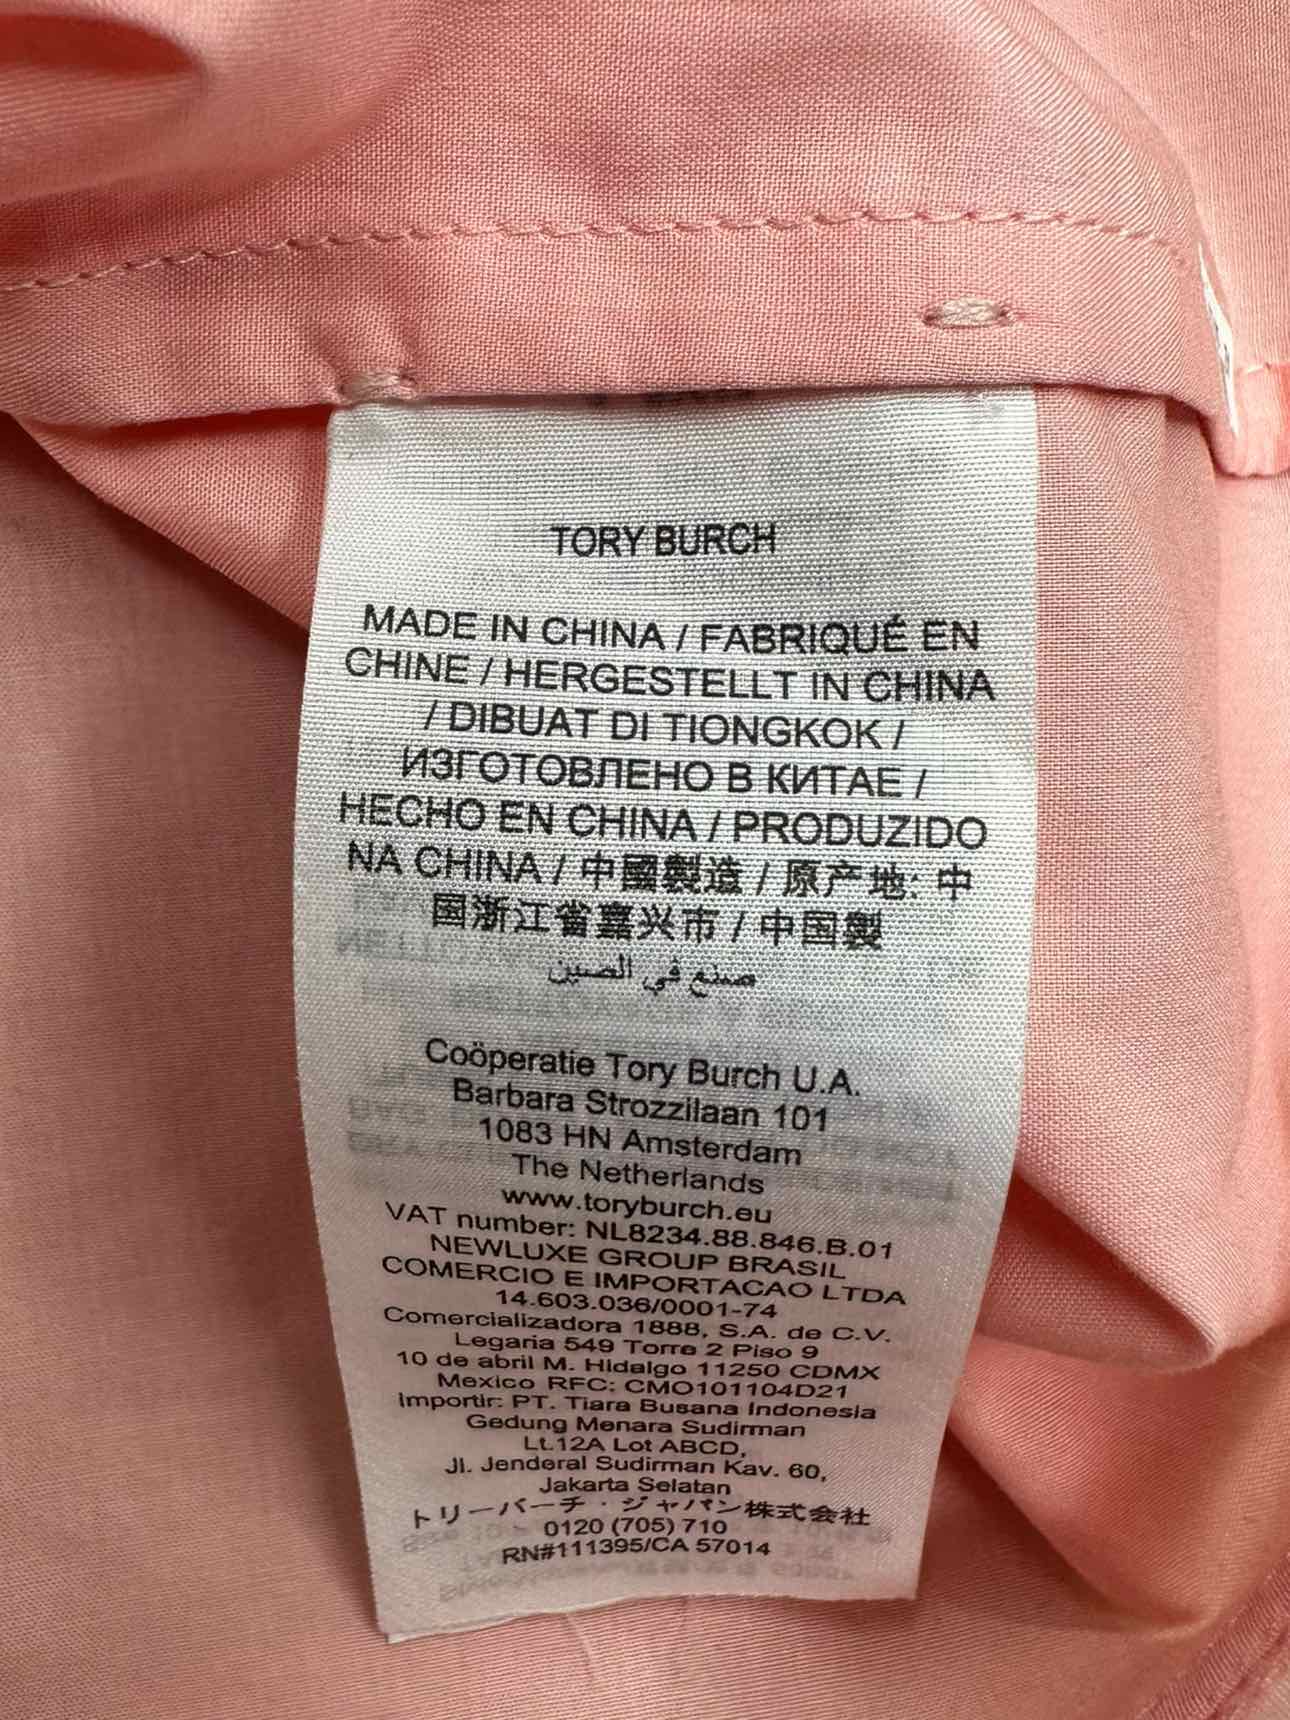 TORY BURCH
MADE IN CHINA / FABRIQUÉ EN
CHINE / HERGESTELLT IN CHINA
/ DIBUAT DI TIONGKOK /
ИЗГОТОВЛЕНО В КИТАЕ /
HECHO EN CHINA / PRODUZIDO
NA CHINA / 中國製造 / 原产地: 中
国浙江省嘉兴市 / 中国製
صنع في الصين
Coöperatie Tory Burch U.A.
Barbara Strozzilaan 101
1083 HN Amsterdam
The Netherlands
www.toryburch.eu
VAT number: NL8234.88.846.B.01
NEWLUXE GROUP BRASIL
COMERCIO E IMPORTACAO LTDA
14.603.036/0001-74
Comercializadora 1888, S.A. de C.V.
Legaria 549 Torre 2 Piso 9
10 de abril M. Hidalgo 11250 CDMX
Mexico RFC: CMO101104D21
Importir: PT. Tiara Busana Indonesia
Gedung Menara Sudirman
Lt.12A Lot ABCD,
Jl. Jenderal Sudirman Kav. 60,
Jakarta Selatan
トリーバーチ・ジャパン株式会社
0120 (705) 710
RN#111395/CA 57014